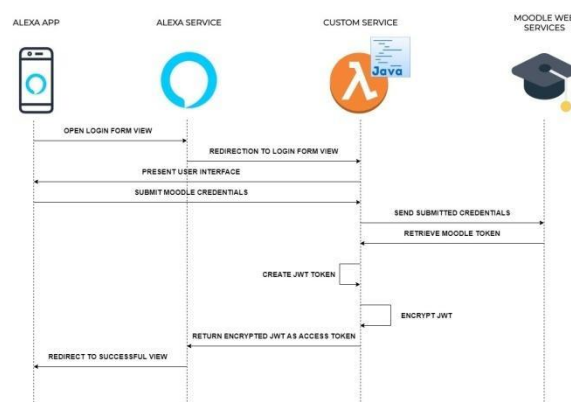 ALEXA APP
ALEXA SERVICE
CUSTOM SERVICE
MOODLE WEB
SERVICES
Java
OPEN LOGIN FORM VIEW
REDIRECTION TO LOGIN FORM VIEW
PRESENT USER INTERFACE
SUBMIT MOODLE CREDENTIALS
SEND SUBMITTED CREDENTIALS
RETRIEVE MOODLE TOKEN
CREATE JWT TOKEN
ENCRYPT JWT
RETURN ENCRYPTED JWT AS ACCESS TOKEN
REDIRECT TO SUCCESSFUL VIEW